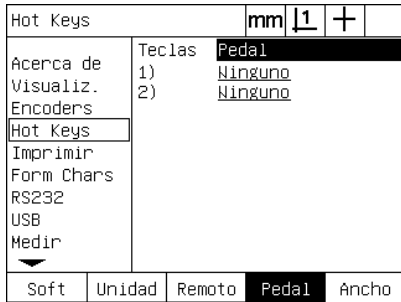 Hot Keys mm 1
Acerca de
Visualiz.
Encoders
Hot Keys
Imprimir
Form Chars
RS232
USB
Medir
Teclas Pedal
1) Ninguno
2) Ninguno
Soft Unidad Remoto Pedal Ancho